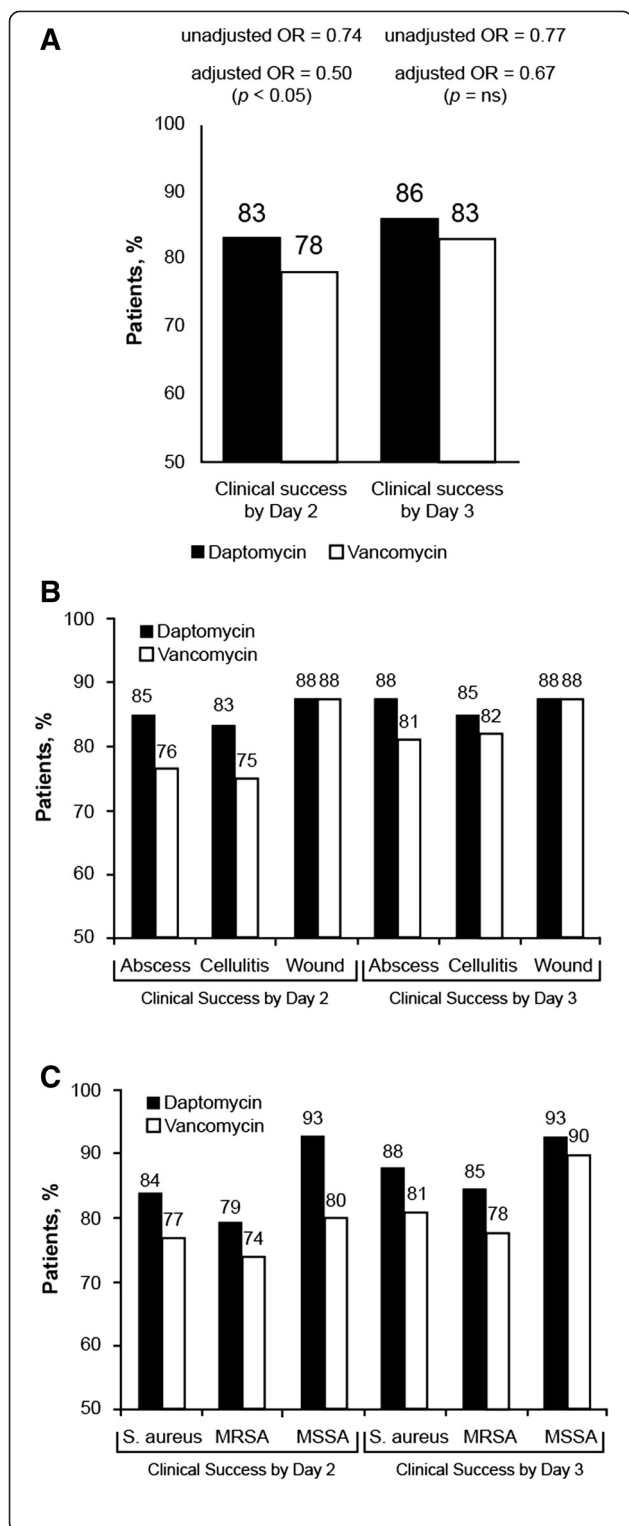 A
unadjusted OR = 0.74 unadjusted OR = 0.77
adjusted OR = 0.50 adjusted OR = 0.67
(p < 0.05) (p = ns)
100
90
80
70
60
50
Patients, %
83
78
86
83
Clinical success Clinical success
by Day 2 by Day 3
Daptomycin Vancomycin
B
100
90
80
70
60
50
Patients, %
Daptomycin
Vancomycin
85
76
83
75
88 88
88
81
85
82
88 88
Abscess Cellulitis Wound Abscess Cellulitis Wound
Clinical Success by Day 2 Clinical Success by Day 3
C
100
90
80
70
60
50
Patients, %
Daptomycin
Vancomycin
84
77
79
74
93
80
88
81
85
78
93
90
S. aureus MRSA MSSA S. aureus MRSA MSSA
Clinical Success by Day 2 Clinical Success by Day 3